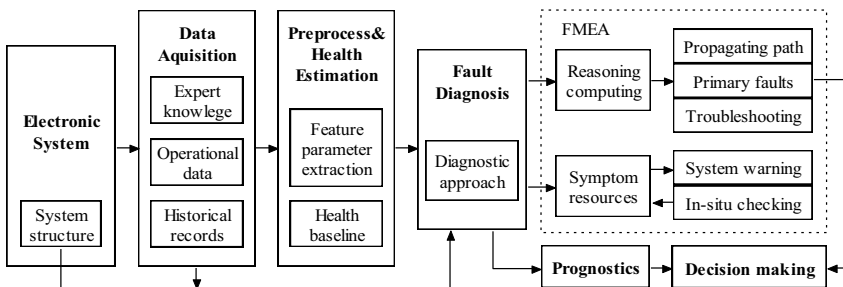 Electronic
System
System
structure
Data
Aquisition
Expert
knowlege
Operational
data
Historical
records
Preprocess&
Health
Estimation
Feature
parameter
extraction
Health
baseline
Fault
Diagnosis
Diagnostic
approach
FMEA
Reasoning
computing
Propagating path
Primary faults
Troubleshooting
Symptom
resources
System warning
In-situ checking
Prognostics
Decision making